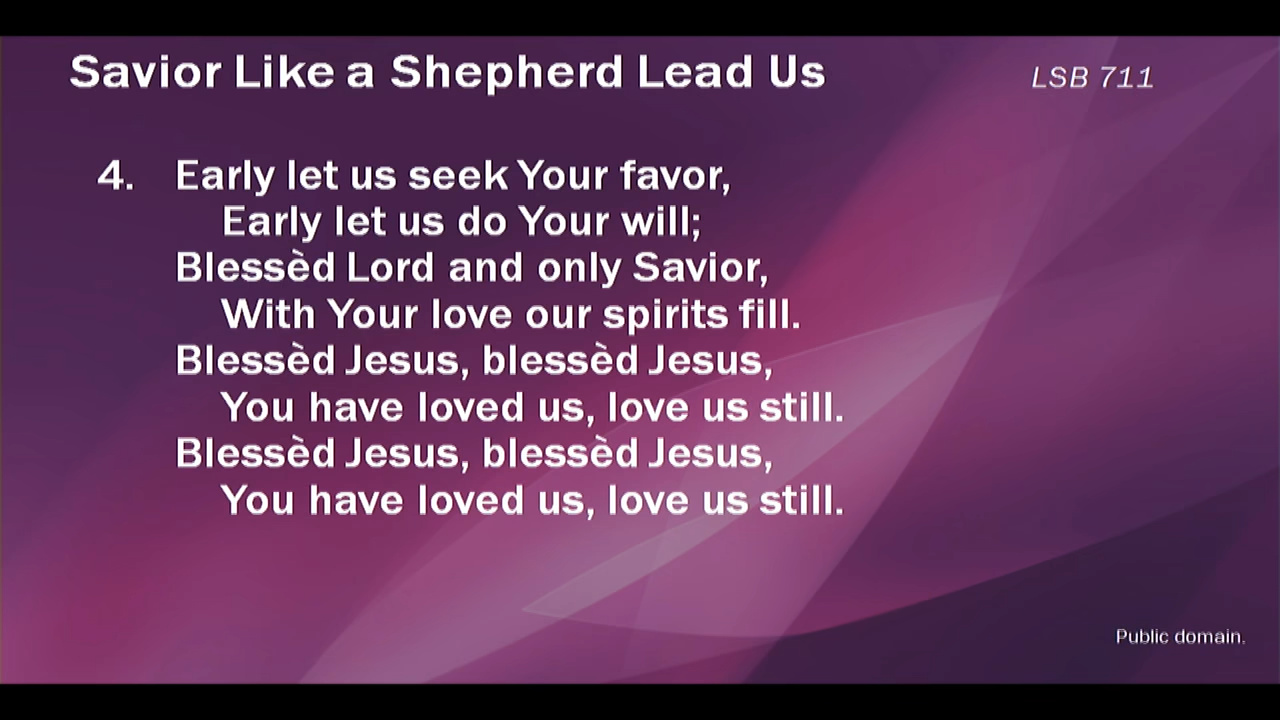 Savior Like a Shepherd Lead Us
LSB 711
4. Early let us seek Your favor,
Early let us do Your will;
Blessèd Lord and only Savior,
With Your love our spirits fill.
Blessèd Jesus, blessèd Jesus,
You have loved us, love us still.
Blessèd Jesus, blessèd Jesus,
You have loved us, love us still.
Public domain.